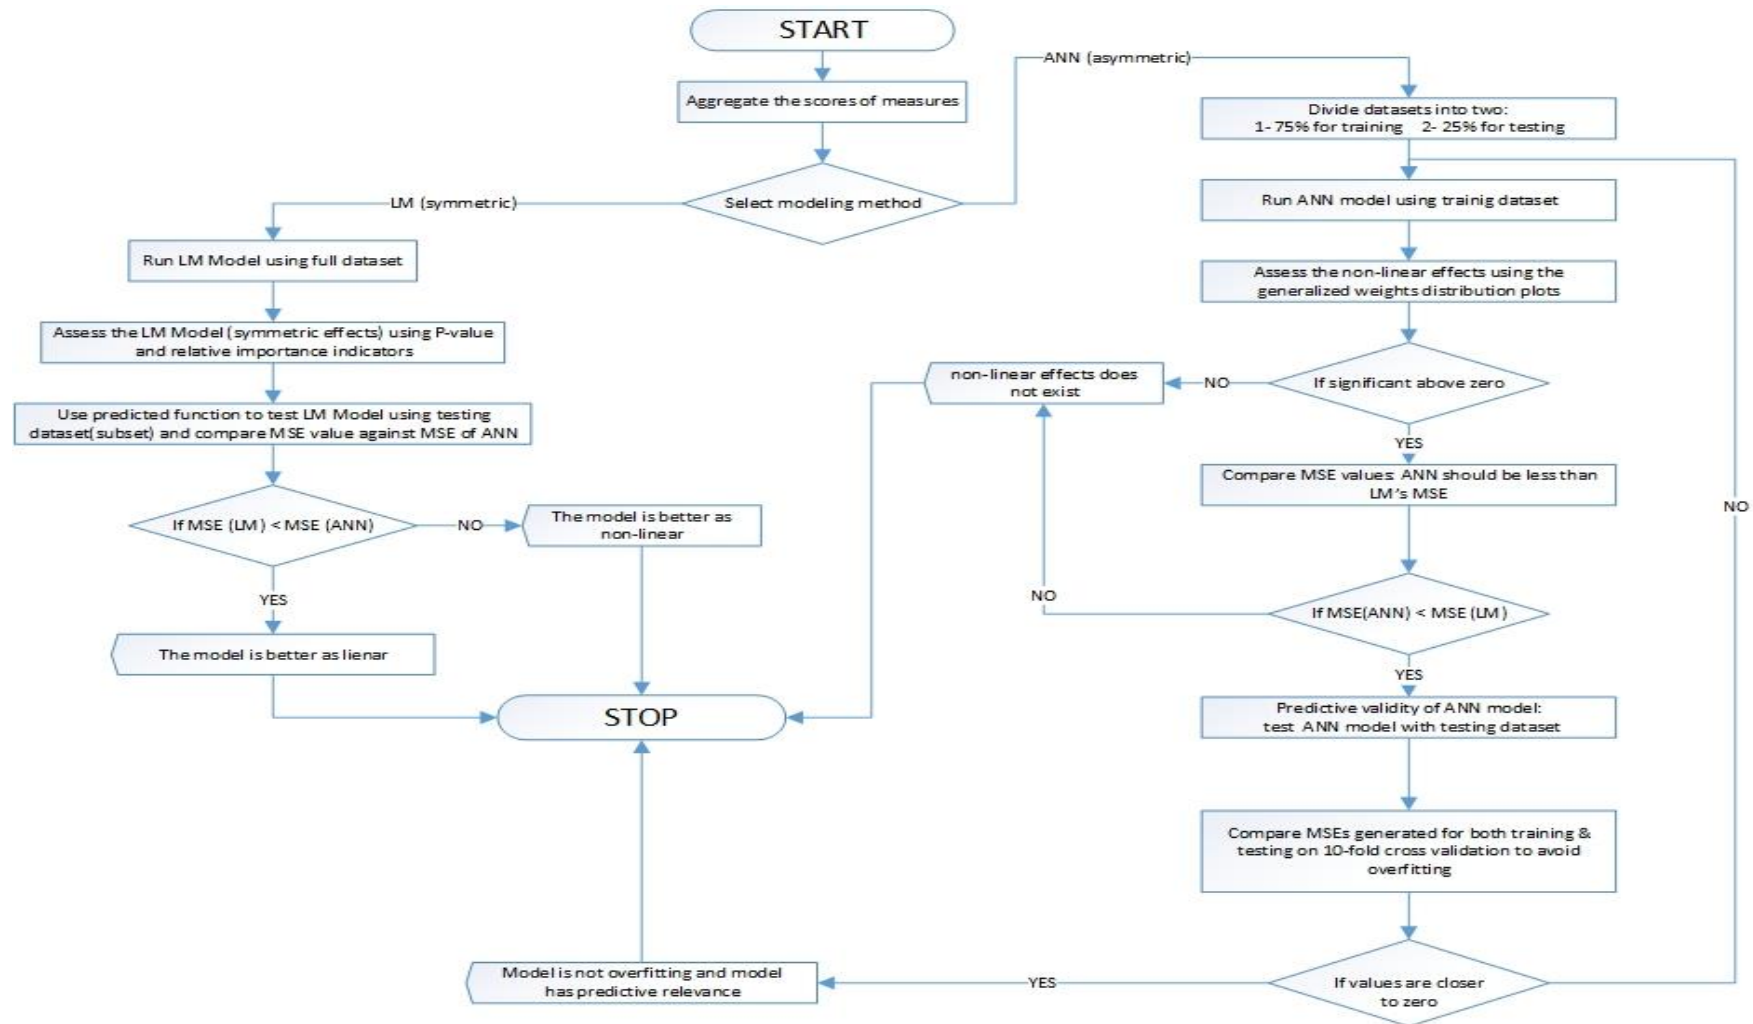 START
Aggregate the scores of measures
Select modeling method
LM (symmetric)
Run LM Model using full dataset
Assess the LM Model (symmetric effects) using P-value
and relative importance indicators
Use predicted function to test LM Model using testing
dataset(subset) and compare MSE value against MSE of ANN
If MSE (LM) < MSE (ANN)
NO
The model is better as
non-linear
YES
The model is better as lienar
STOP
ANN (asymmetric)
Divide datasets into two:
1- 75% for training 2- 25% for testing
Run ANN model using trainig dataset
Assess the non-linear effects using the
generalized weights distribution plots
If significant above zero
NO
non-linear effects does
not exist
YES
Compare MSE values: ANN should be less than
LM's MSE
If MSE(ANN) < MSE (LM)
NO
YES
Predictive validity of ANN model:
test ANN model with testing dataset
Compare MSEs generated for both training &
testing on 10-fold cross validation to avoid
overfitting
If values are closer
to zero
NO
YES
Model is not overfitting and model
has predictive relevance